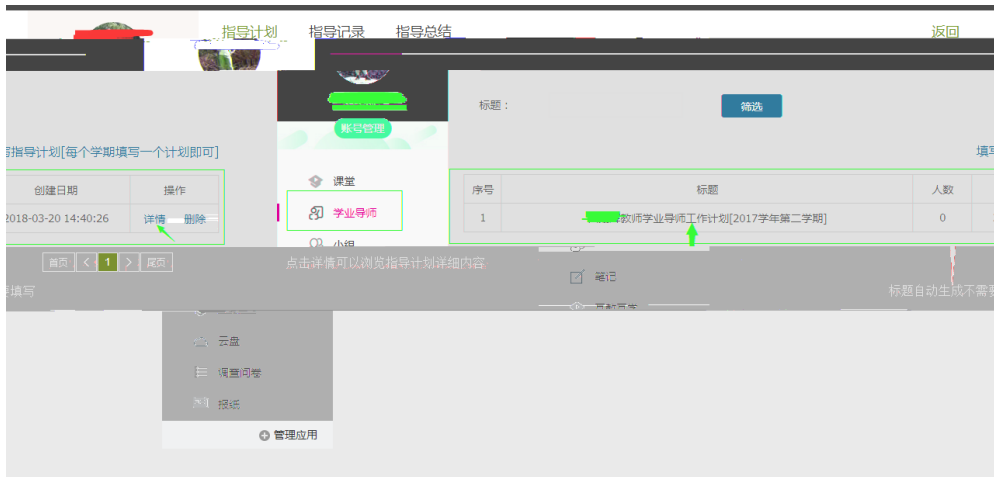 指导计划 指导记录 指导总结 返回
标题： 筛选
账号管理
指导计划[每个学期填写一个计划即可] 填写
课堂
创建日期 操作 序号 标题 人数
学业导师
2018-03-20 14:40:26 详情 删除 1 教师学业导师工作计划[2017学年第二学期] 0
小组
首页 < 1 > 尾页 点击详情可以浏览指导计划详细内容
笔记
要填写 标题自动生成不需要
云盘
调查问卷
报纸
管理应用